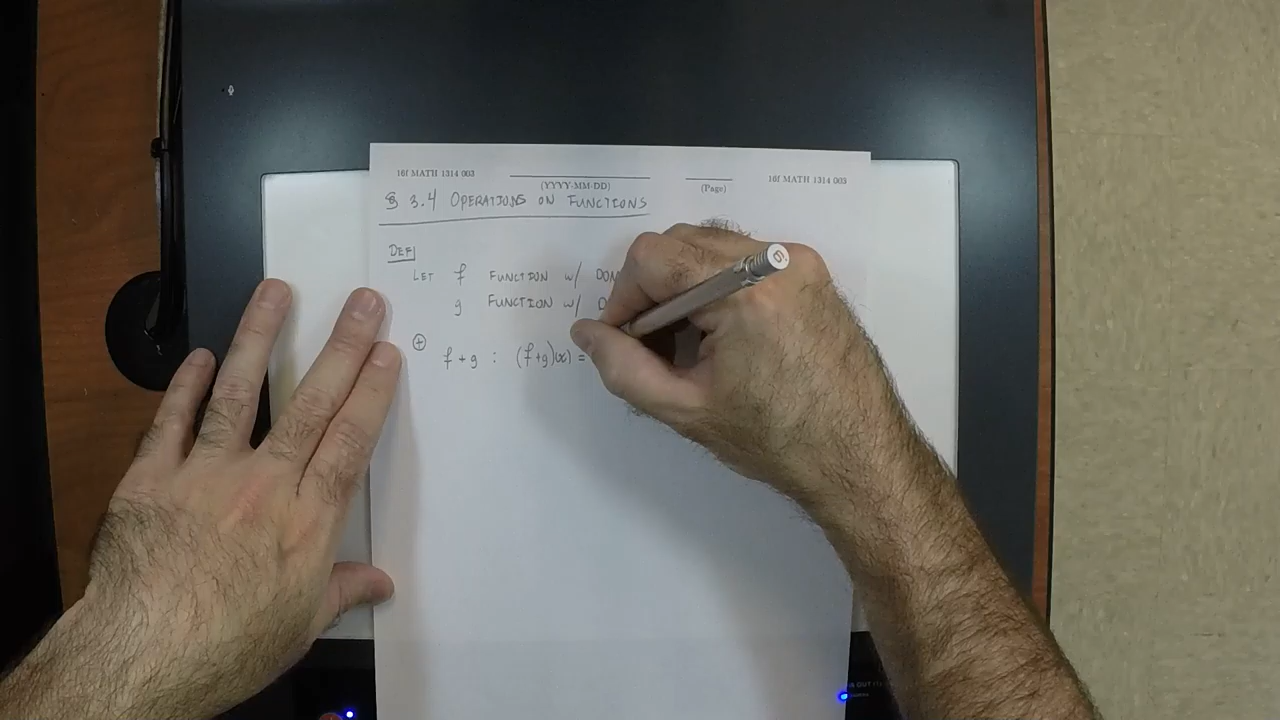 16f MATH 1314 003
(YYYY-MM-DD)
(Page)
16f MATH 1314 003
§ 3.4 OPERATIONS ON FUNCTIONS
DEF
LET f FUNCTION w/
g FUNCTION w/
⊕
f + g : (f+g)(x) =